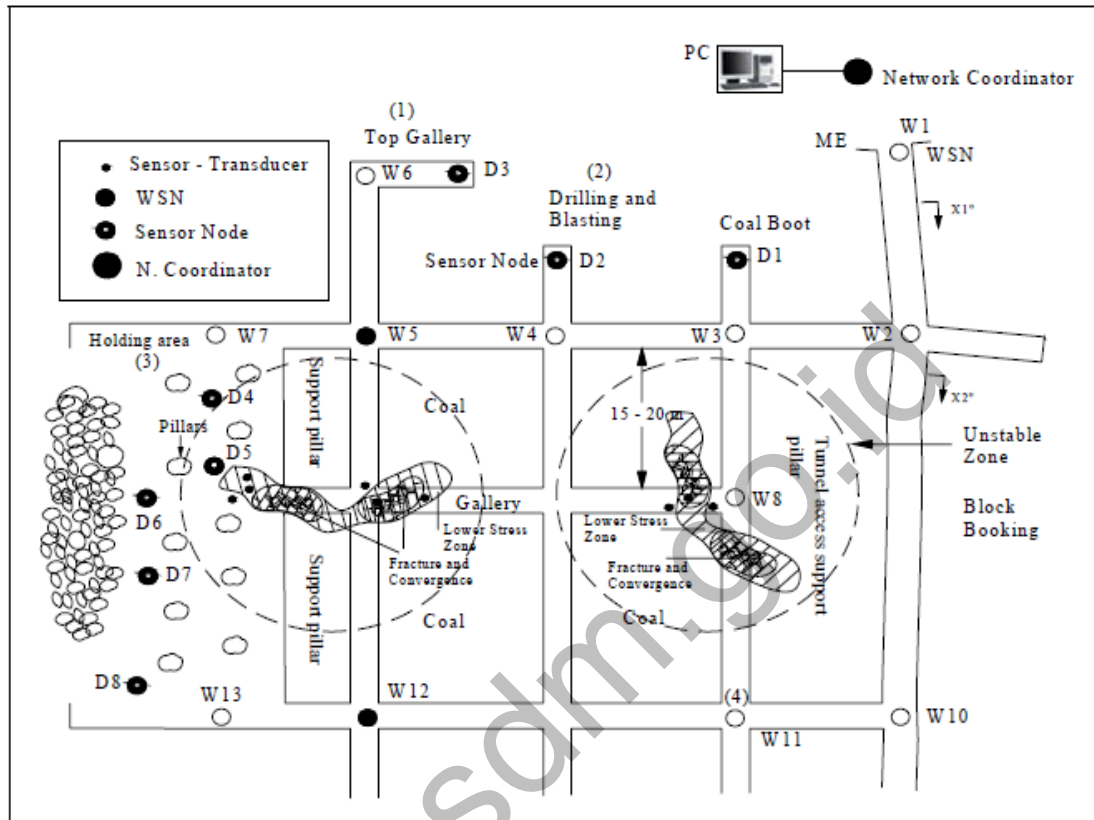 PC
Network Coordinator
(1)
Top Gallery
W6
D3
Sensor - Transducer
WSN
Sensor Node
N. Coordinator
(2)
Drilling and
Blasting
Sensor Node
D2
Coal Boot
D1
ME
W1
WSN
X1°
Holding area
(3)
W7
W5
W4
W3
W2
X2°
D4
Pillars
D5
D6
D7
D8
Support pillar
Support pillar
Coal
Coal
Gallery
Lower Stress
Zone
Fracture and
Convergence
15 - 20 m
Tunnel access support
pillar
W8
Lower Stress
Zone
Fracture and
Convergence
Coal
Unstable
Zone
Block
Booking
W13
W12
(4)
W11
W10
sdm.go.id